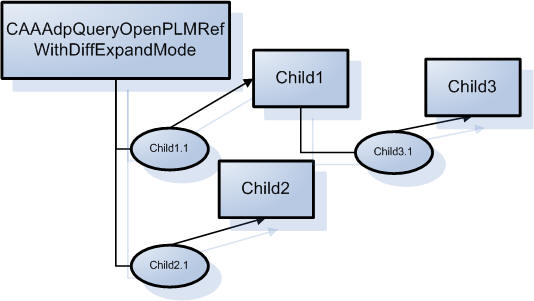 CAAAdpQueryOpenPLMRef
WithDiffExpandMode
Child1
Child3
Child1.1
Child3.1
Child2
Child2.1